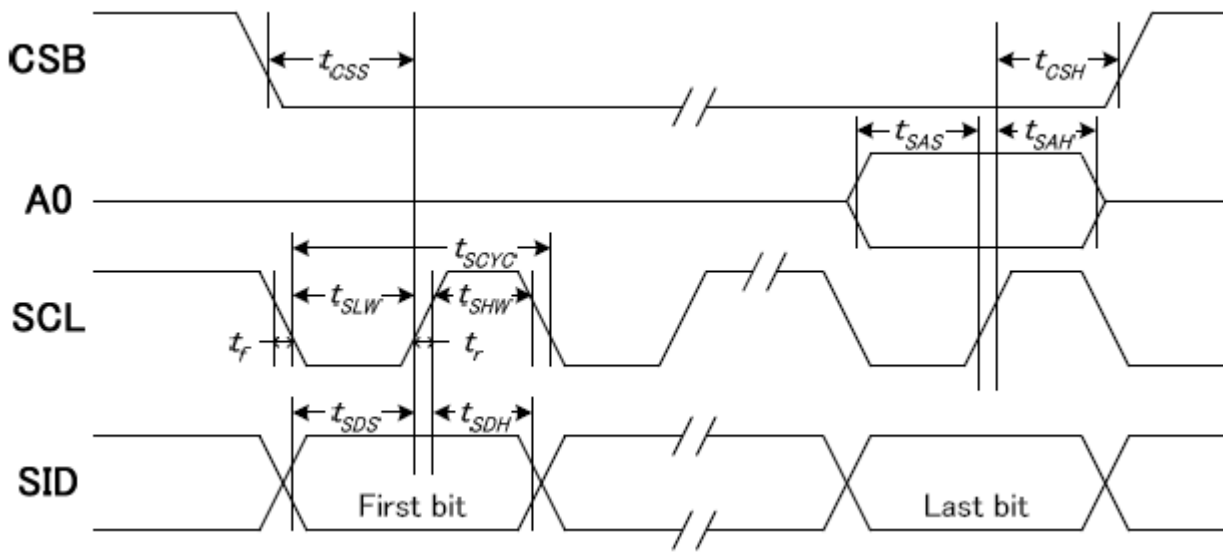 CSB
tCSS
tCSH
A0
tSAS
tSAH
tSCYC
SCL
tSLW
tSHW
tf
tr
tSDS
tSDH
SID
First bit
Last bit